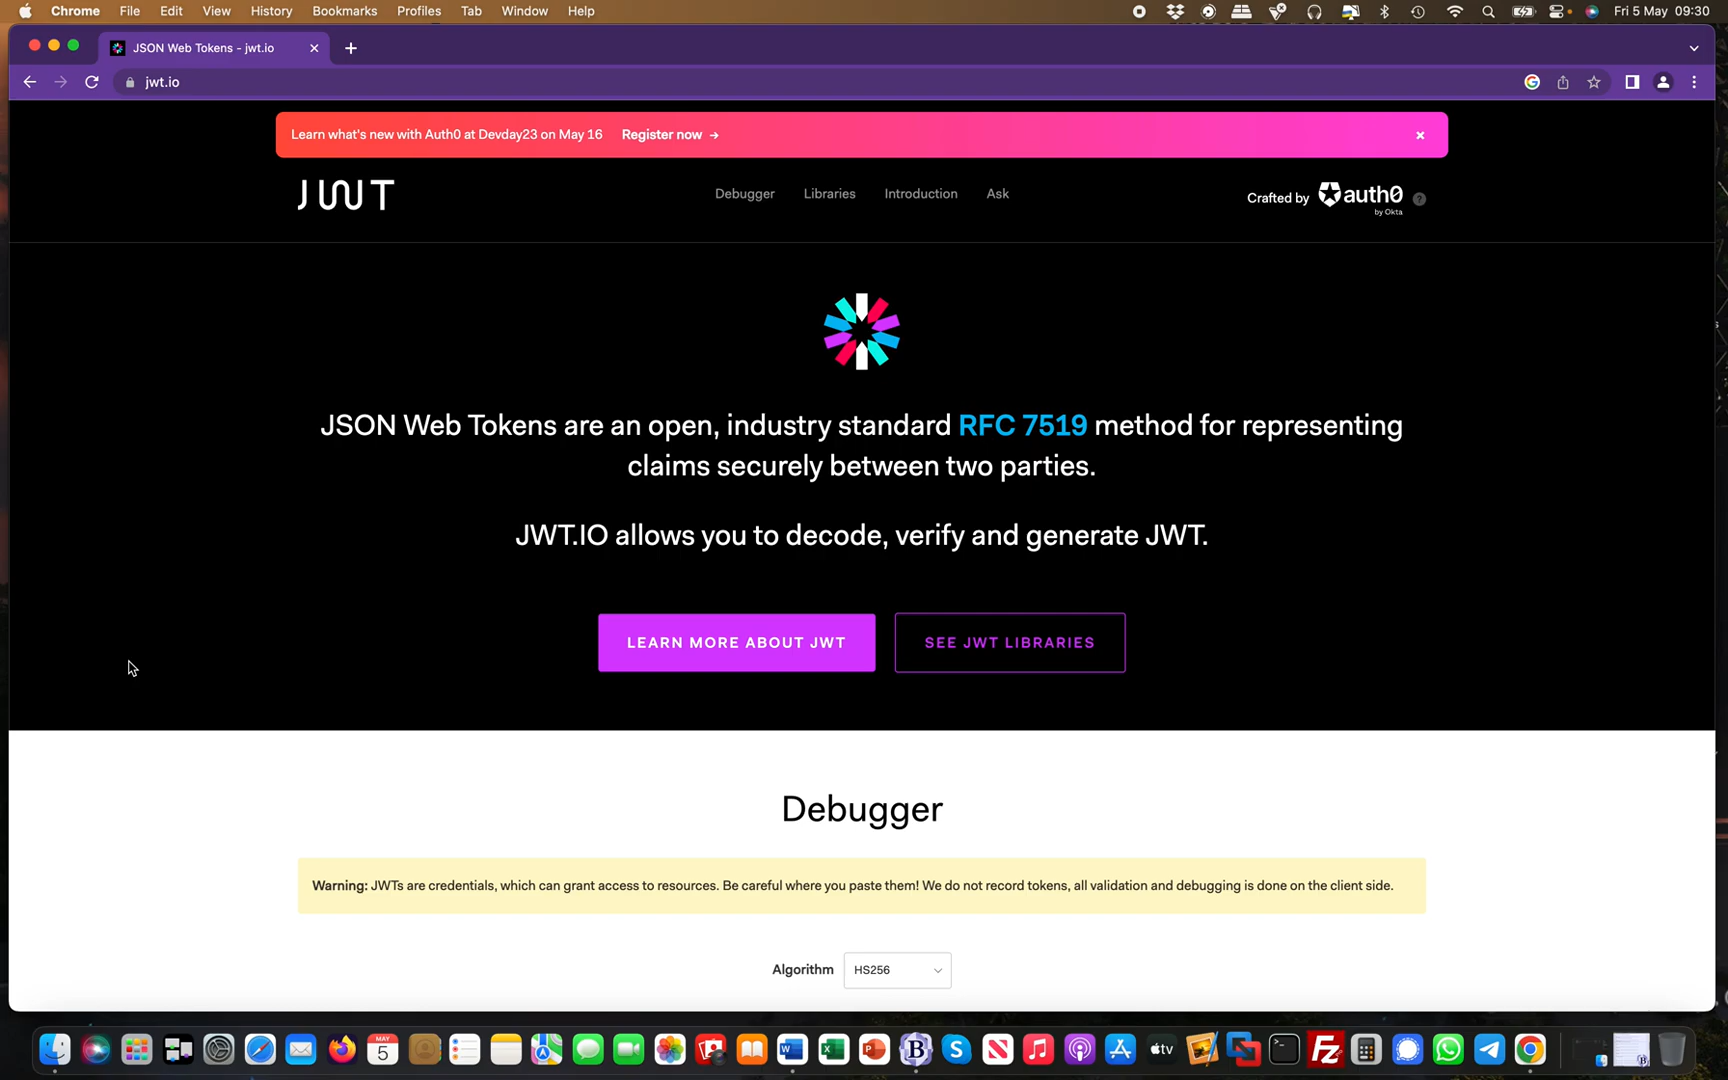 Chrome File Edit View History Bookmarks Profiles Tab Window Help Fri 5 May 09:30
JSON Web Tokens - jwt.io
jwt.io
Learn what's new with Auth0 at Devday23 on May 16 Register now →
JWT Debugger Libraries Introduction Ask Crafted by auth0
by Okta
JSON Web Tokens are an open, industry standard RFC 7519 method for representing
claims securely between two parties.
JWT.IO allows you to decode, verify and generate JWT.
LEARN MORE ABOUT JWT SEE JWT LIBRARIES
Debugger
Warning: JWTs are credentials, which can grant access to resources. Be careful where you paste them! We do not record tokens, all validation and debugging is done on the client side.
Algorithm HS256
MAY
5 W X P B S tv Fz